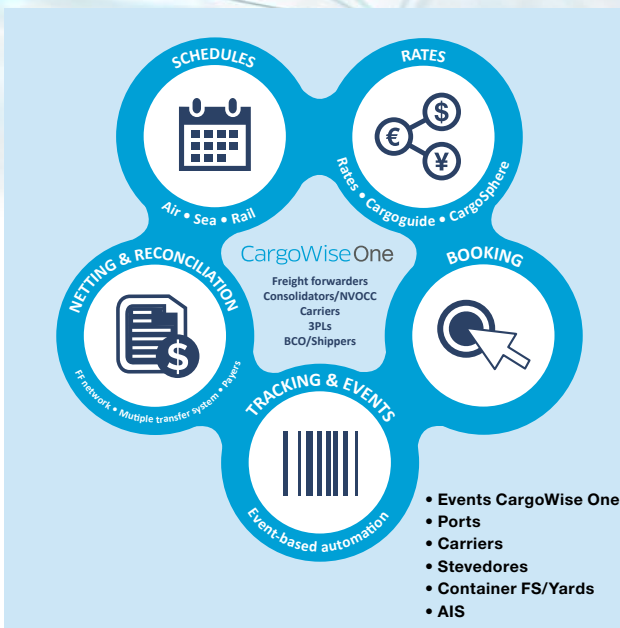 SCHEDULES
Air • Sea • Rail
RATES
€
$
¥
Rates • Cargoguide • CargoSphere
NETTING & RECONCILIATION
$
FF network • Mutiple transfer system • Payers
CargoWiseOne
Freight forwarders
Consolidators/NVOCC
Carriers
3PLs
BCO/Shippers
BOOKING
TRACKING & EVENTS
Event-based automation
• Events CargoWise One
• Ports
• Carriers
• Stevedores
• Container FS/Yards
• AIS